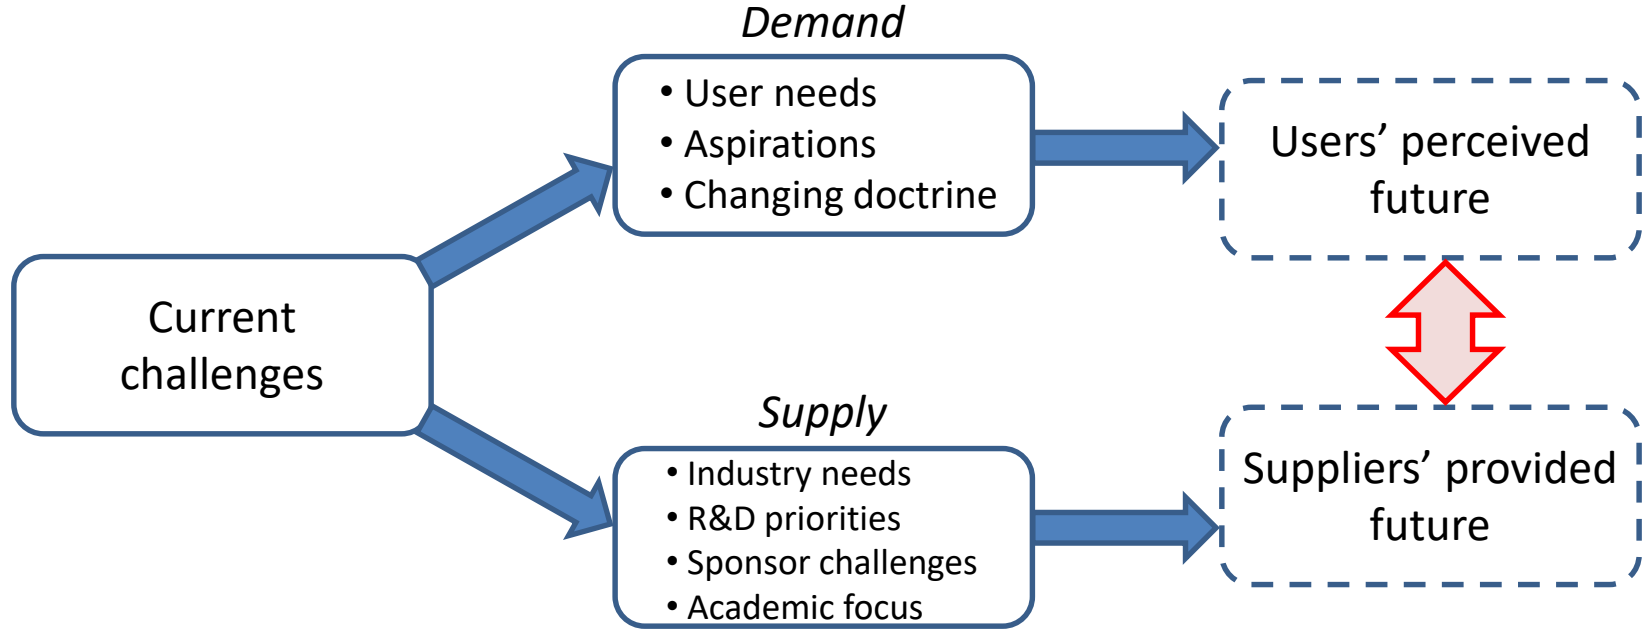 Demand
• User needs
• Aspirations
• Changing doctrine
Users’ perceived
future
Current
challenges
Supply
• Industry needs
• R&D priorities
• Sponsor challenges
• Academic focus
Suppliers’ provided
future